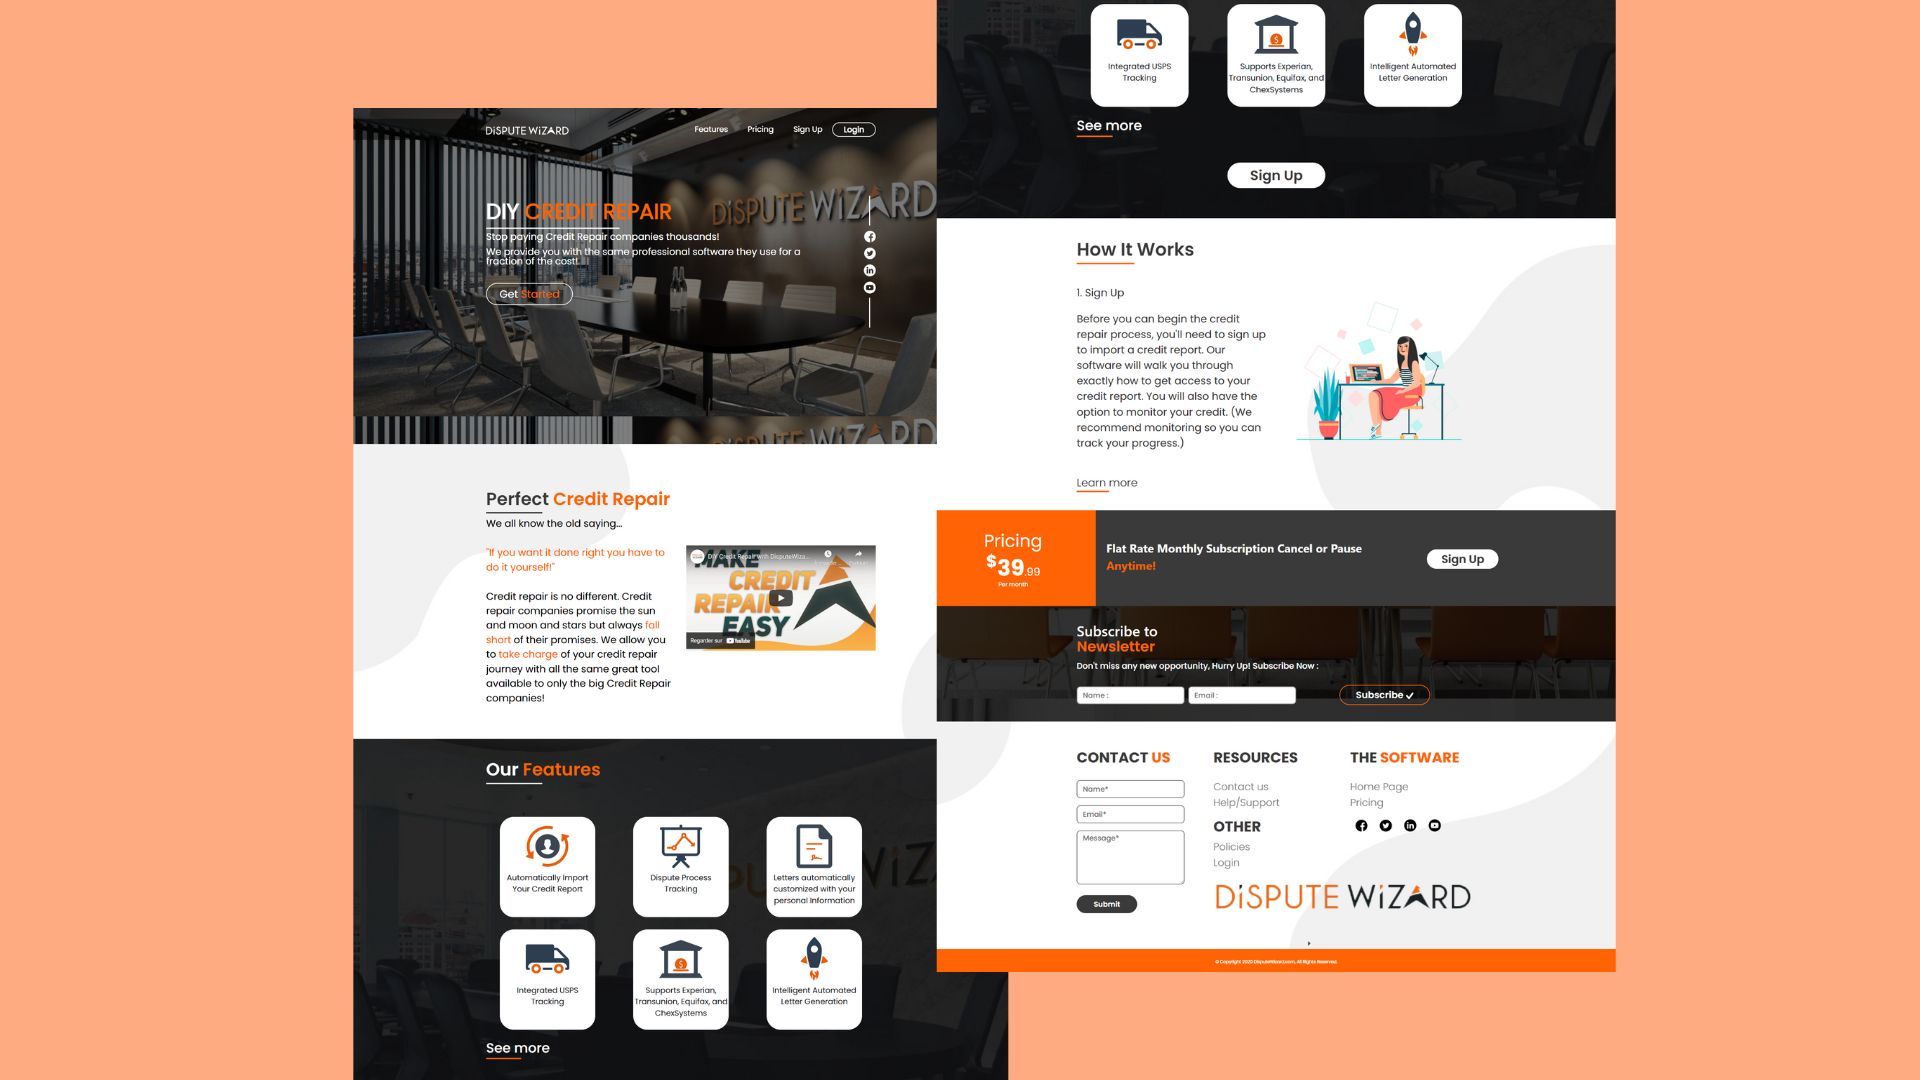 DiSPUTE WiZARD
Features
Pricing
Sign Up
Login
DiSPUTE WiZARD
DIY CREDIT REPAIR
Stop paying Credit Repair companies thousands!
We provide you with the same professional software they use for a
fraction of the cost!
Get Started
DiSPUTE WiZARD
Perfect Credit Repair
We all know the old saying...
"If you want it done right you have to
do it yourself!"
Credit repair is no different. Credit
repair companies promise the sun
and moon and stars but always fall
short of their promises. We allow you
to take charge of your credit repair
journey with all the same great tool
available to only the big Credit Repair
companies!
DIY Credit Repair with DisputeWiza...
MAKE
CREDIT
REPAIR
EASY
Regarder sur YouTube
Our Features
Automatically Import
Your Credit Report
Dispute Process
Tracking
Letters automatically
customized with your
personal Information
Integrated USPS
Tracking
Supports Experian,
Transunion, Equifax, and
ChexSystems
Intelligent Automated
Letter Generation
See more
Integrated USPS
Tracking
Supports Experian,
Transunion, Equifax, and
ChexSystems
Intelligent Automated
Letter Generation
See more
Sign Up
How It Works
1. Sign Up
Before you can begin the credit
repair process, you'll need to sign up
to import a credit report. Our
software will walk you through
exactly how to get access to your
credit report. You will also have the
option to monitor your credit. (We
recommend monitoring so you can
track your progress.)
Learn more
Pricing
$39.99
Per month
Flat Rate Monthly Subscription Cancel or Pause
Anytime!
Sign Up
Subscribe to
Newsletter
Don't miss any new opportunity, Hurry Up! Subscribe Now :
Name :
Email :
Subscribe
CONTACT US
Name*
Email*
Message*
Submit
RESOURCES
Contact us
Help/Support
OTHER
Policies
Login
THE SOFTWARE
Home Page
Pricing
DiSPUTE WiZARD
© Copyright 2020 DisputeWizard.com, All Rights Reserved.